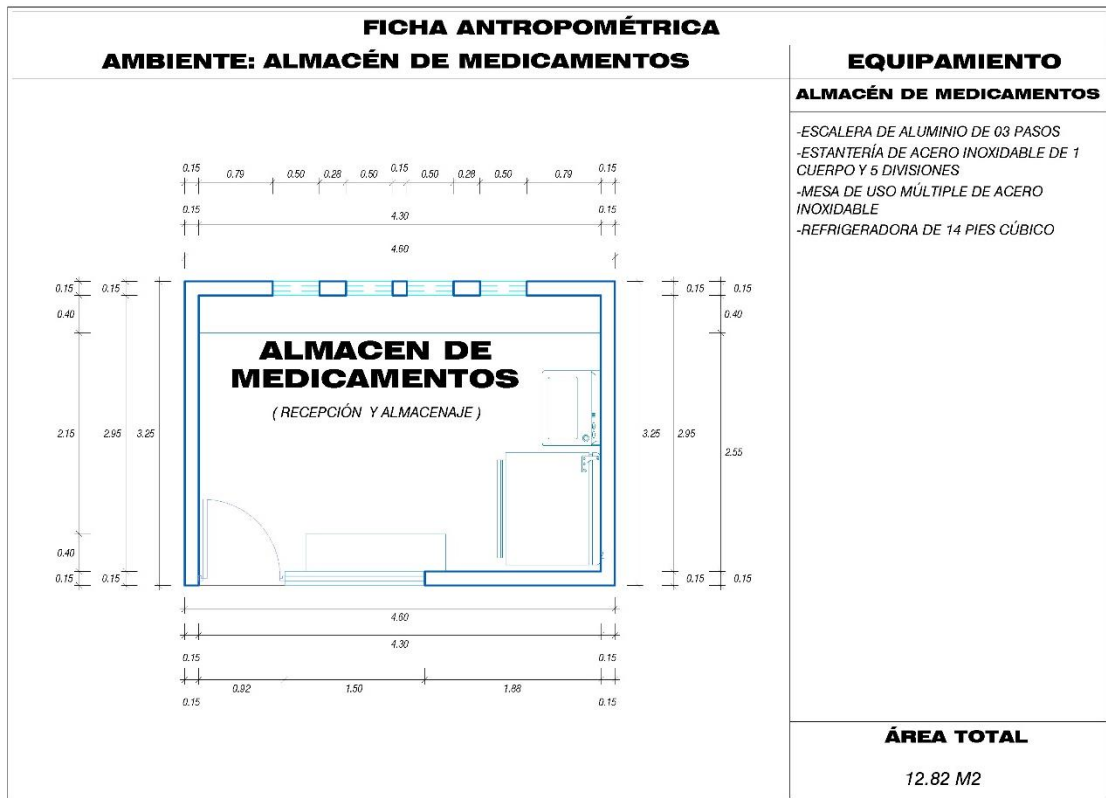 FICHA ANTROPOMÉTRICA
AMBIENTE: ALMACÉN DE MEDICAMENTOS
EQUIPAMIENTO
ALMACÉN DE MEDICAMENTOS
-ESCALERA DE ALUMINIO DE 03 PASOS
-ESTANTERÍA DE ACERO INOXIDABLE DE 1
CUERPO Y 5 DIVISIONES
-MESA DE USO MÚLTIPLE DE ACERO
INOXIDABLE
-REFRIGERADORA DE 14 PIES CÚBICO
0.15 0.79 0.50 0.28 0.50 0.15 0.50 0.28 0.50 0.79 0.15
0.15 4.30 0.15
4.60
0.15 0.15 0.15 0.15
0.40 0.40
ALMACEN DE
MEDICAMENTOS
( RECEPCIÓN Y ALMACENAJE )
2.15 2.95 3.25 3.25 2.95
2.55
0.40
0.15 0.15 0.15 0.15
4.60
4.30
0.15 0.15
0.92 1.50 1.88
0.15 0.15
ÁREA TOTAL
12.82 M2